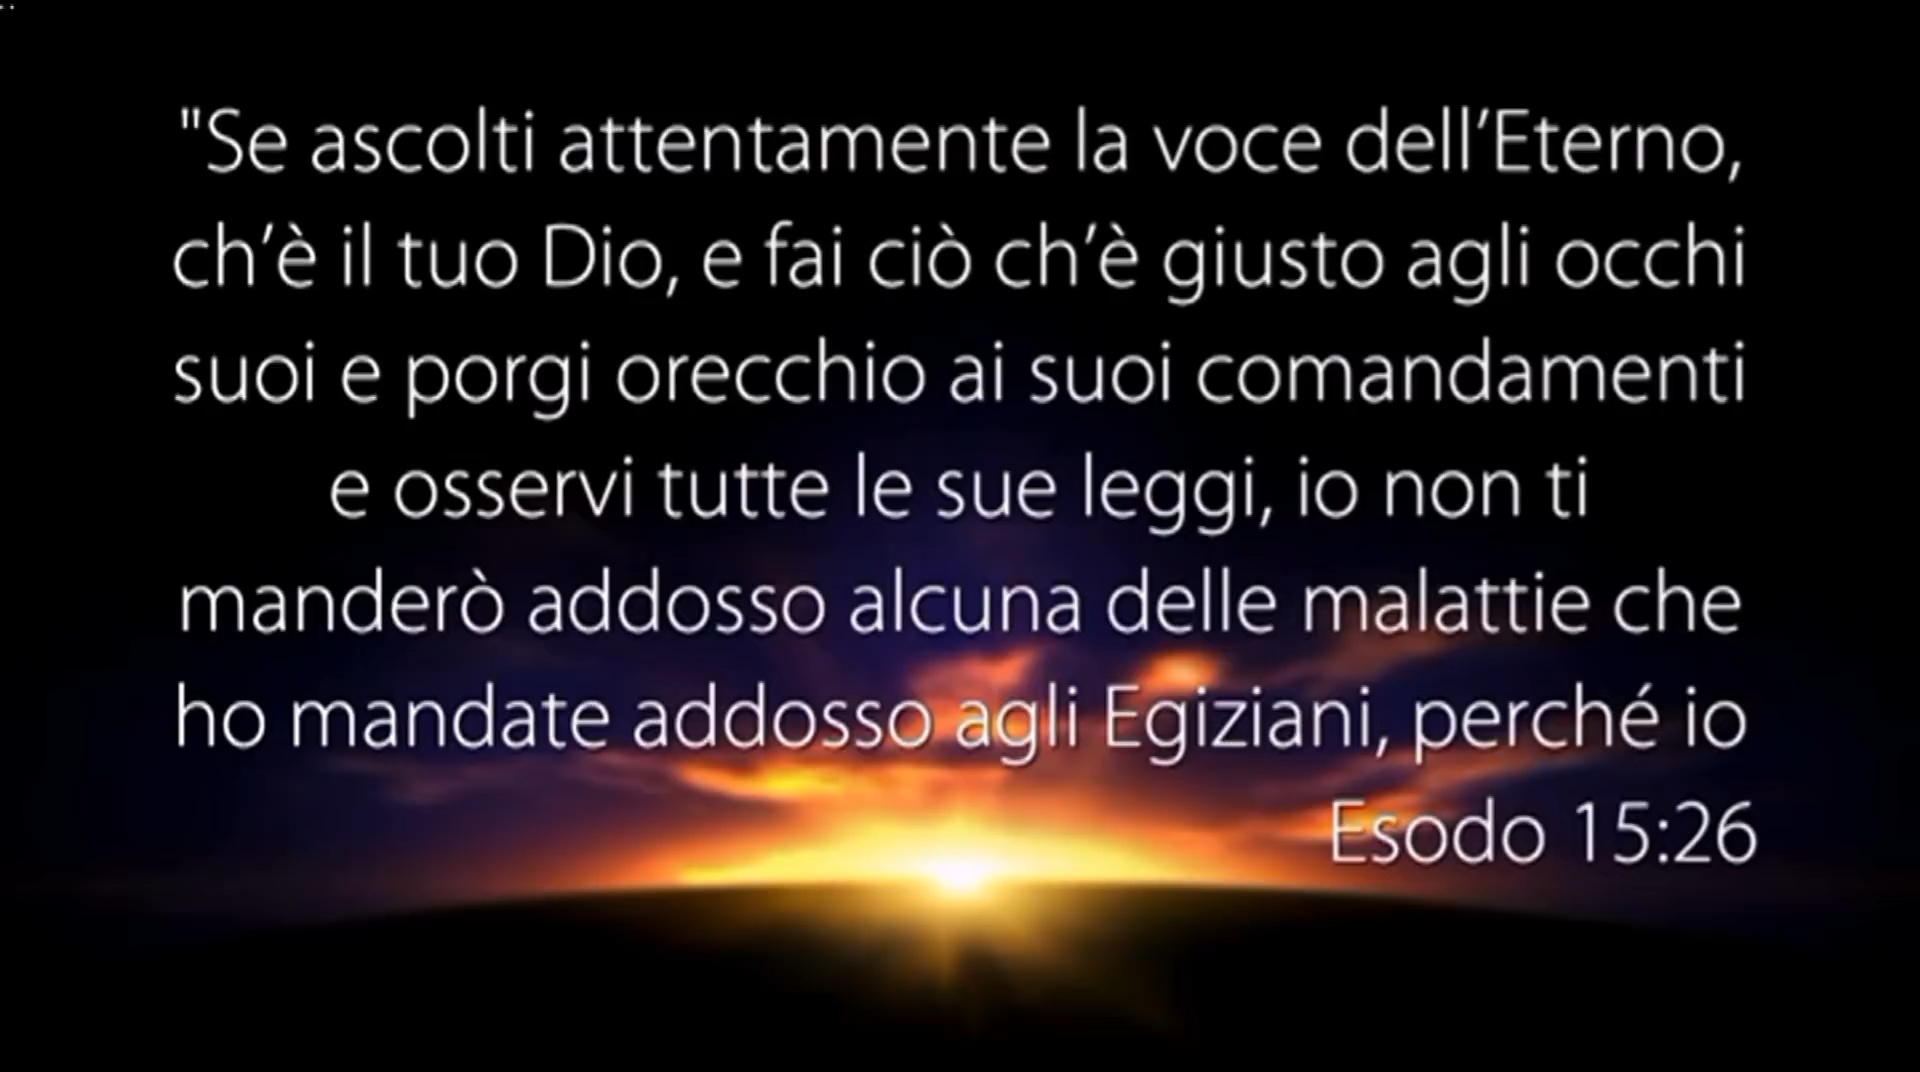 "Se ascolti attentamente la voce dell’Eterno,
ch’è il tuo Dio, e fai ciò ch’è giusto agli occhi
suoi e porgi orecchio ai suoi comandamenti
e osservi tutte le sue leggi, io non ti
manderò addosso alcuna delle malattie che
ho mandate addosso agli Egiziani, perché io
Esodo 15:26